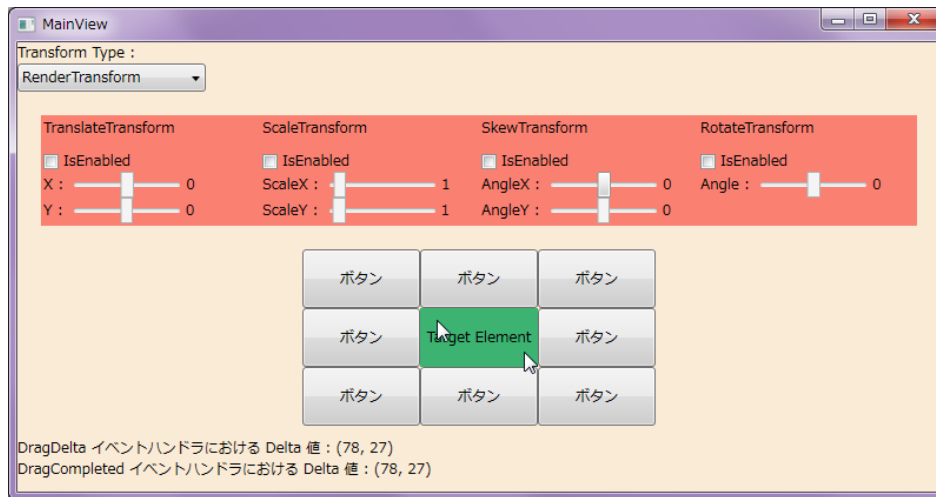 MainView
Transform Type :
RenderTransform
TranslateTransform ScaleTransform SkewTransform RotateTransform
IsEnabled IsEnabled IsEnabled IsEnabled
X : 0 ScaleX : 1 AngleX : 0 Angle : 0
Y : 0 ScaleY : 1 AngleY : 0
ボタン ボタン ボタン
ボタン Target Element ボタン
ボタン ボタン ボタン
DragDelta イベントハンドラにおける Delta 値 : (78, 27)
DragCompleted イベントハンドラにおける Delta 値 : (78, 27)